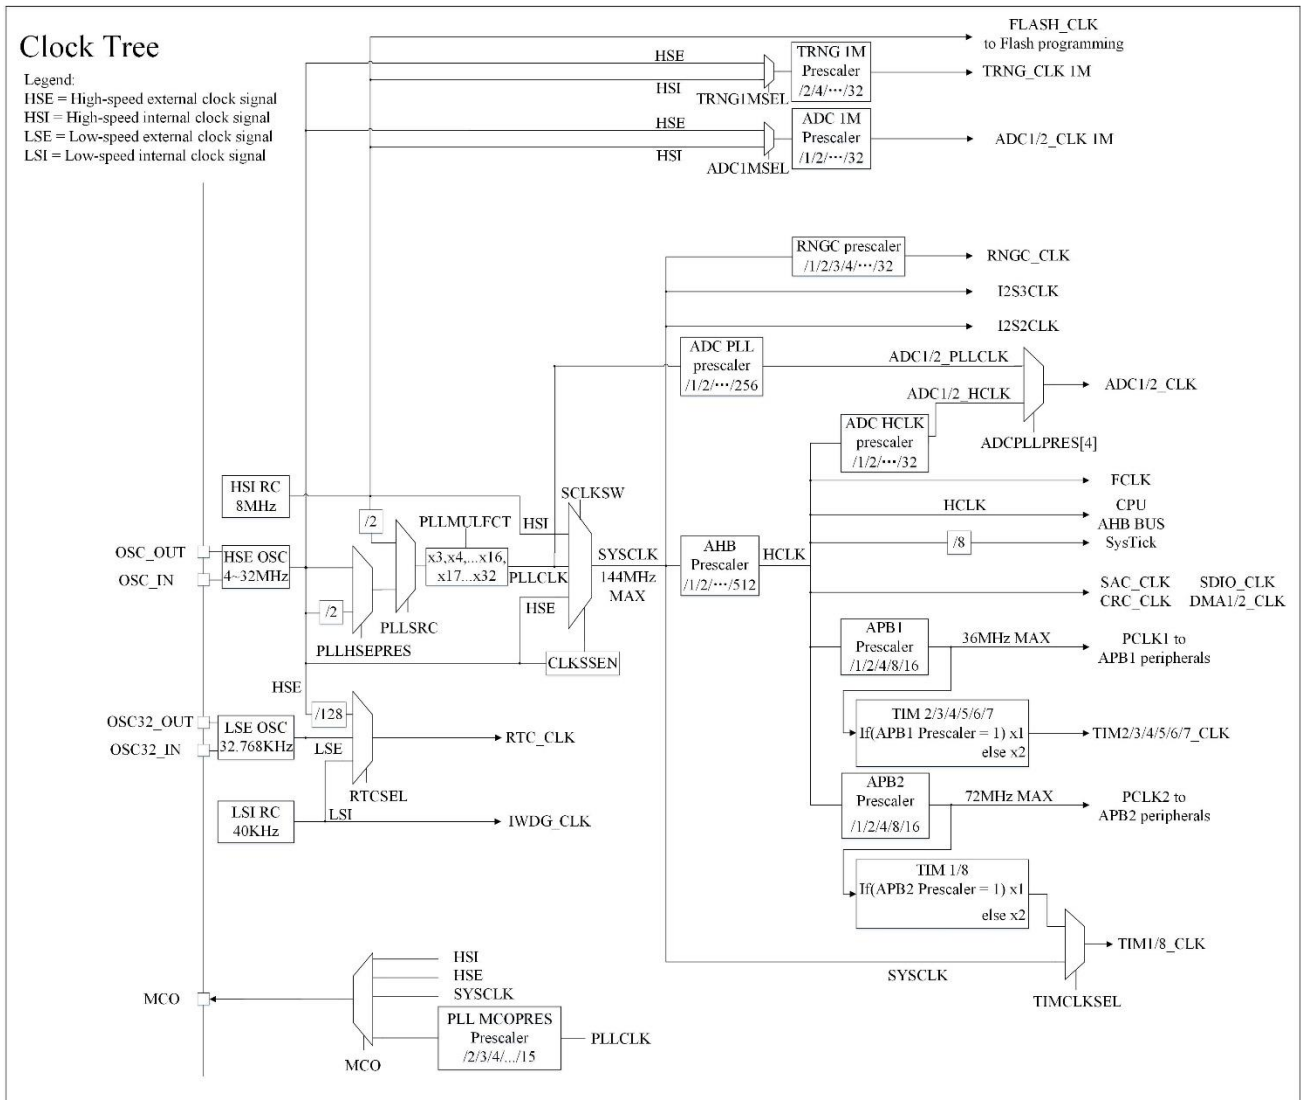 Clock Tree
Legend:
HSE = High-speed external clock signal
HSI = High-speed internal clock signal
LSE = Low-speed external clock signal
LSI = Low-speed internal clock signal
FLASH_CLK
to Flash programming
HSE
HSI
TRNG1MSEL
TRNG 1M
Prescaler
/2/4/···/32
TRNG_CLK 1M
HSE
HSI
ADC1MSEL
ADC 1M
Prescaler
/1/2/···/32
ADC1/2_CLK 1M
RNGC prescaler
/1/2/3/4/···/32
RNGC_CLK
I2S3CLK
I2S2CLK
ADC PLL
prescaler
/1/2/···/256
ADC1/2_PLLCLK
ADC1/2_HCLK
ADC1/2_CLK
ADCPLLPRES[4]
ADC HCLK
prescaler
/1/2/···/32
FCLK
HCLK
CPU
AHB BUS
/8
SysTick
SAC_CLK
SDIO_CLK
CRC_CLK
DMA1/2_CLK
HSI RC
8MHz
/2
PLLMULFCT
SCLKSW
HSI
OSC_OUT
OSC_IN
HSE OSC
4~32MHz
x3,x4,...x16,
x17...x32
PLLCLK
SYSCLK
144MHz
MAX
AHB
Prescaler
/1/2/···/512
HCLK
/2
PLLSRC
PLLHSEPRES
HSE
CLKSSEN
APB1
Prescaler
/1/2/4/8/16
36MHz MAX
PCLK1 to
APB1 peripherals
HSE
/128
OSC32_OUT
OSC32_IN
LSE OSC
32.768KHz
LSE
RTC_CLK
RTCSEL
TIM 2/3/4/5/6/7
If(APB1 Prescaler = 1) x1
else x2
TIM2/3/4/5/6/7_CLK
LSI RC
40KHz
LSI
IWDG_CLK
APB2
Prescaler
/1/2/4/8/16
72MHz MAX
PCLK2 to
APB2 peripherals
TIM 1/8
If(APB2 Prescaler = 1) x1
else x2
TIM1/8_CLK
SYSCLK
TIMCLKSEL
MCO
HSI
HSE
SYSCLK
PLL MCOPRES
Prescaler
/2/3/4/.../15
PLLCLK
MCO